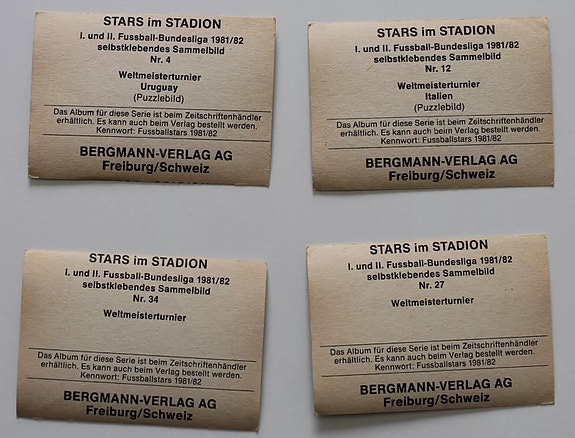 STARS im STADION
I. und II. Fussball-Bundesliga 1981/82
selbstklebendes Sammelbild
Nr. 4
Weltmeisterturnier
Uruguay
(Puzzlebild)
Das Album für diese Serie ist beim Zeitschriftenhändler
erhältlich. Es kann auch beim Verlag bestellt werden.
Kennwort: Fussballstars 1981/82
BERGMANN-VERLAG AG
Freiburg/Schweiz
STARS im STADION
I. und II. Fussball-Bundesliga 1981/82
selbstklebendes Sammelbild
Nr. 12
Weltmeisterturnier
Italien
(Puzzlebild)
Das Album für diese Serie ist beim Zeitschriftenhändler
erhältlich. Es kann auch beim Verlag bestellt werden.
Kennwort: Fussballstars 1981/82
BERGMANN-VERLAG AG
Freiburg/Schweiz
STARS im STADION
I. und II. Fussball-Bundesliga 1981/82
selbstklebendes Sammelbild
Nr. 34
Weltmeisterturnier
Das Album für diese Serie ist beim Zeitschriftenhändler
erhältlich. Es kann auch beim Verlag bestellt werden.
Kennwort: Fussballstars 1981/82
BERGMANN-VERLAG AG
Freiburg/Schweiz
STARS im STADION
I. und II. Fussball-Bundesliga 1981/82
selbstklebendes Sammelbild
Nr. 27
Weltmeisterturnier
Das Album für diese Serie ist beim Zeitschriftenhändler
erhältlich. Es kann auch beim Verlag bestellt werden.
Kennwort: Fussballstars 1981/82
BERGMANN-VERLAG AG
Freiburg/Schweiz